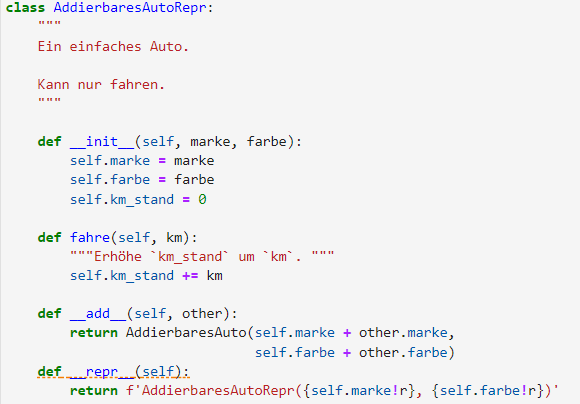 class AddierbaresAutoRepr:
    """
    Ein einfaches Auto.

    Kann nur fahren.
    """

    def __init__(self, marke, farbe):
        self.marke = marke
        self.farbe = farbe
        self.km_stand = 0

    def fahre(self, km):
        """Erhöhe `km_stand` um `km`. """
        self.km_stand += km

    def __add__(self, other):
        return AddierbaresAuto(self.marke + other.marke,
                               self.farbe + other.farbe)
    def __repr__(self):
        return f'AddierbaresAutoRepr({self.marke!r}, {self.farbe!r})'